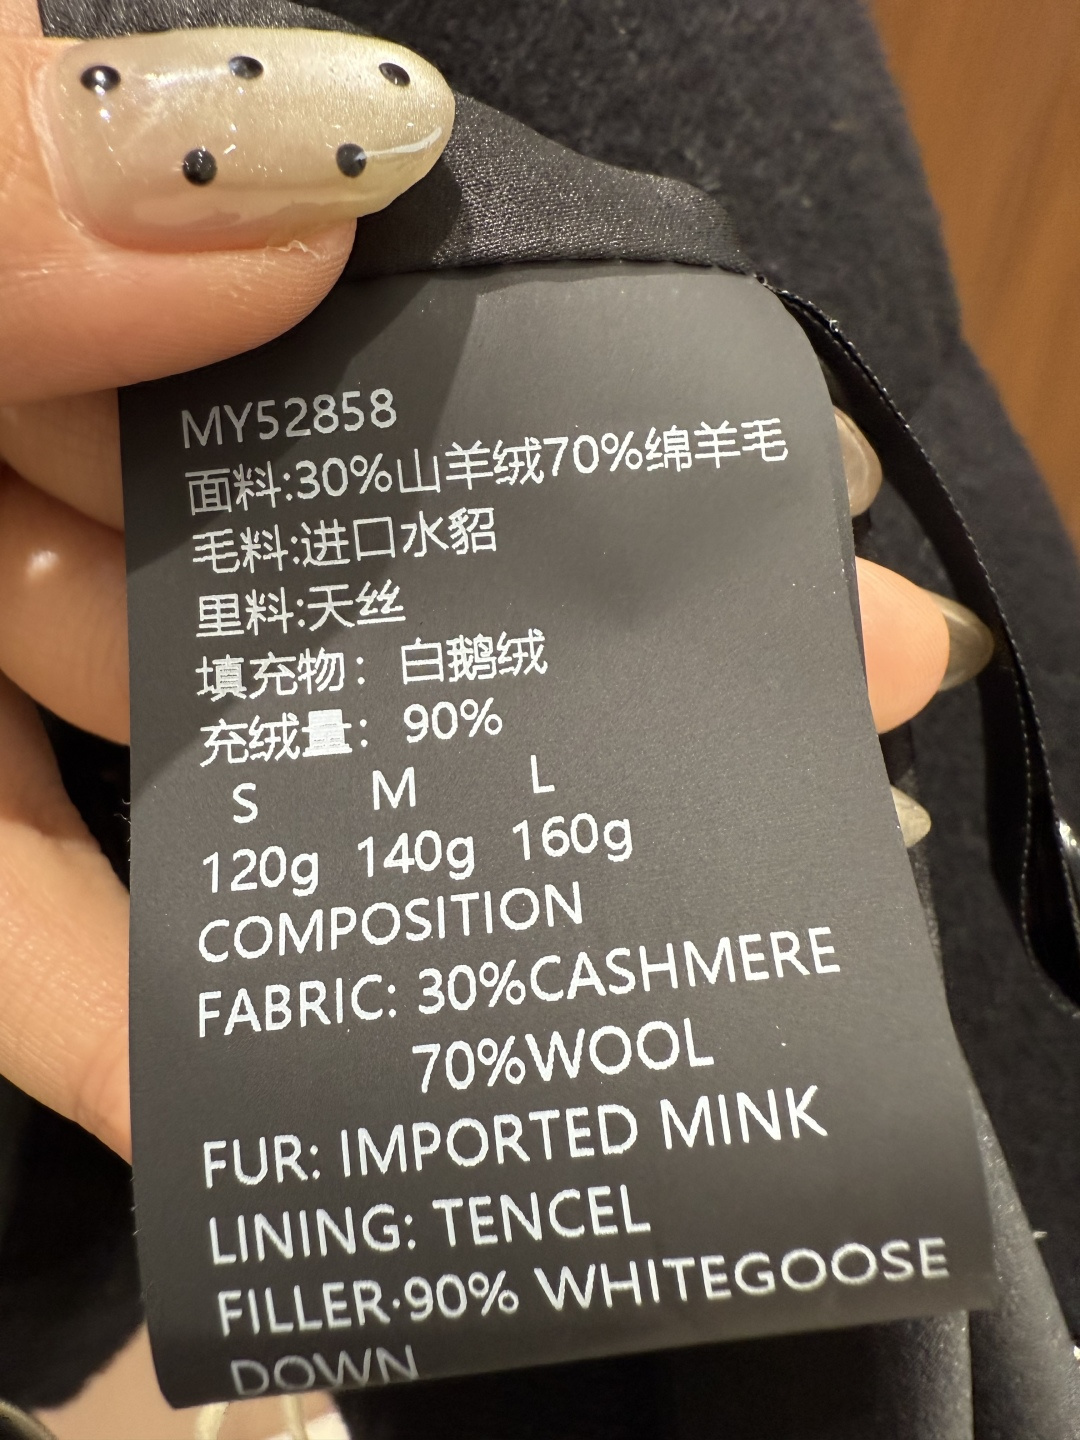 MY52858
面料:30%山羊绒70%绵羊毛
毛料:进口水貂
里料:天丝
填充物：白鹅绒
充绒量：90%
S M L
120g 140g 160g
COMPOSITION
FABRIC: 30%CASHMERE
70%WOOL
FUR: IMPORTED MINK
LINING: TENCEL
FILLER:90% WHITEGOOSE
DOWN